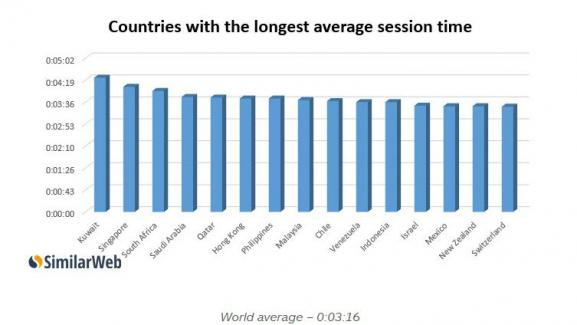 Countries with the longest average session time
0:05:02
0:04:19
0:03:36
0:02:53
0:02:10
0:01:26
0:00:43
0:00:00
Kuwait
Singapore
South Africa
Saudi Arabia
Qatar
Hong Kong
Philippines
Malaysia
Chile
Venezuela
Indonesia
Israel
Mexico
New Zealand
Switzerland
SimilarWeb
World average – 0:03:16